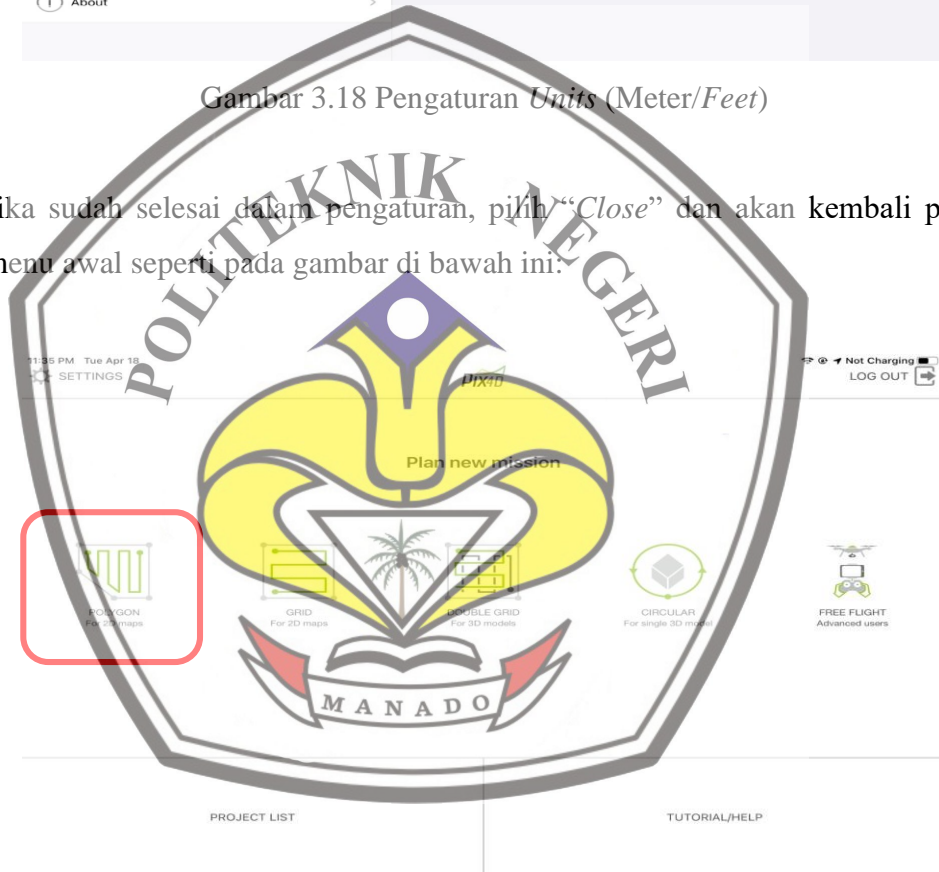 About
Gambar 3.18 Pengaturan Units (Meter/Feet)
ika sudah selesai dalam pengaturan, pilih “Close” dan akan kembali p
enu awal seperti pada gambar di bawah ini:
POLITEKNIK NEGERI
11:35 PM Tue Apr 18
Not Charging
SETTINGS
PIX4D
LOG OUT
Plan new mission
POLYGON
For 2D maps
GRID
For 2D maps
DOUBLE GRID
For 3D models
CIRCULAR
For single 3D model
FREE FLIGHT
Advanced users
MANADO
PROJECT LIST
TUTORIAL/HELP